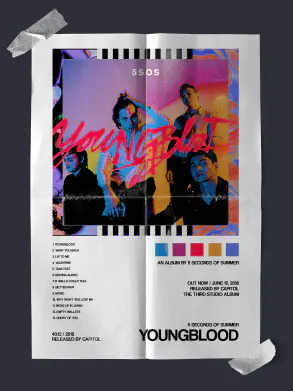 5SOS
YOUNGBLOOD
1. YOUNGBLOOD
2. WANT YOU BACK
3. LIE TO ME
4. VALENTINE
5. TALK FAST
6. MOVING ALONG
7. IF WALLS COULD TALK
8. BETTER MAN
9. MORE
10. WHY WON'T YOU LOVE ME
11. WOKE UP IN JAPAN
12. EMPTY WALLETS
13. GHOST OF YOU
AN ALBUM BY 5 SECONDS OF SUMMER
OUT NOW / JUNE 15, 2018
RELEASED BY CAPITOL
THE THIRD STUDIO ALBUM
/ 2018
RELEASED BY CAPITOL
5 SECONDS OF SUMMER
YOUNGBLOOD